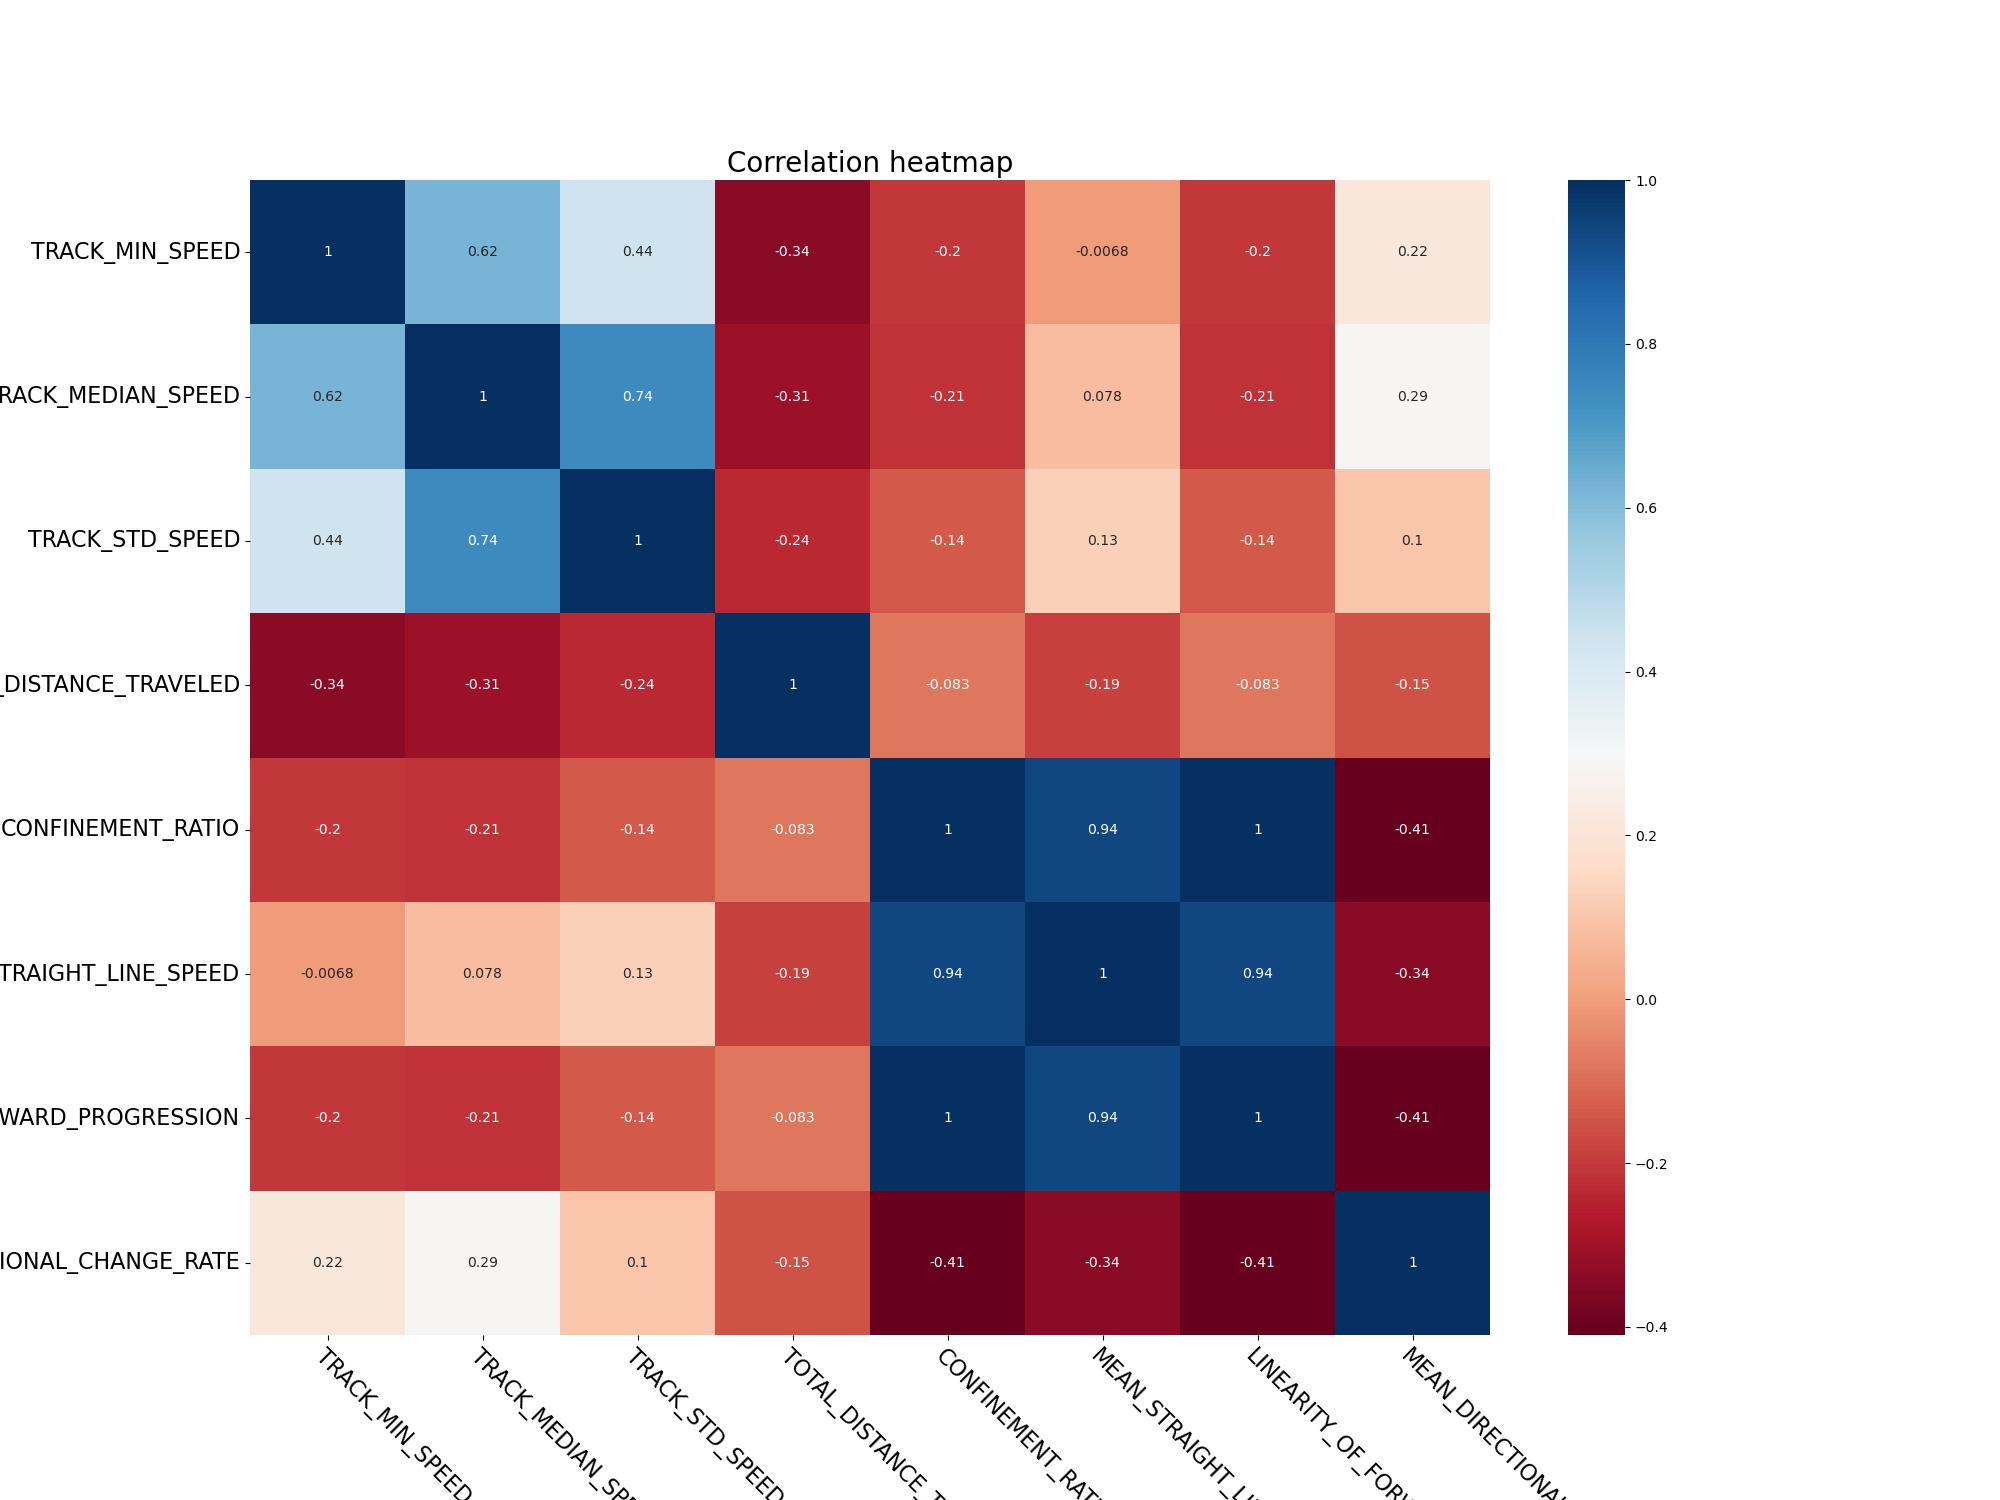 Correlation heatmap
TRACK_MIN_SPEED 1 0.62 0.44 -0.34 -0.2 -0.0068 -0.2 0.22
RACK_MEDIAN_SPEED 0.62 1 0.74 -0.31 -0.21 0.078 -0.21 0.29
TRACK_STD_SPEED 0.44 0.74 1 -0.24 -0.14 0.13 -0.14 0.1
_DISTANCE_TRAVELED -0.34 -0.31 -0.24 1 -0.083 -0.19 -0.083 -0.15
CONFINEMENT_RATIO -0.2 -0.21 -0.14 -0.083 1 0.94 1 -0.41
TRAIGHT_LINE_SPEED -0.0068 0.078 0.13 -0.19 0.94 1 0.94 -0.34
WARD_PROGRESSION -0.2 -0.21 -0.14 -0.083 1 0.94 1 -0.41
IONAL_CHANGE_RATE 0.22 0.29 0.1 -0.15 -0.41 -0.34 -0.41 1
TRACK_MIN_SPEED
TRACK_MEDIAN_SPE
TRACK_STD_SPEED
TOTAL_DISTANCE_T
CONFINEMENT_RATI
MEAN_STRAIGHT_LI
LINEARITY_OF_FORW
MEAN_DIRECTIONAL
1.0
0.8
0.6
0.4
0.2
0.0
−0.2
−0.4